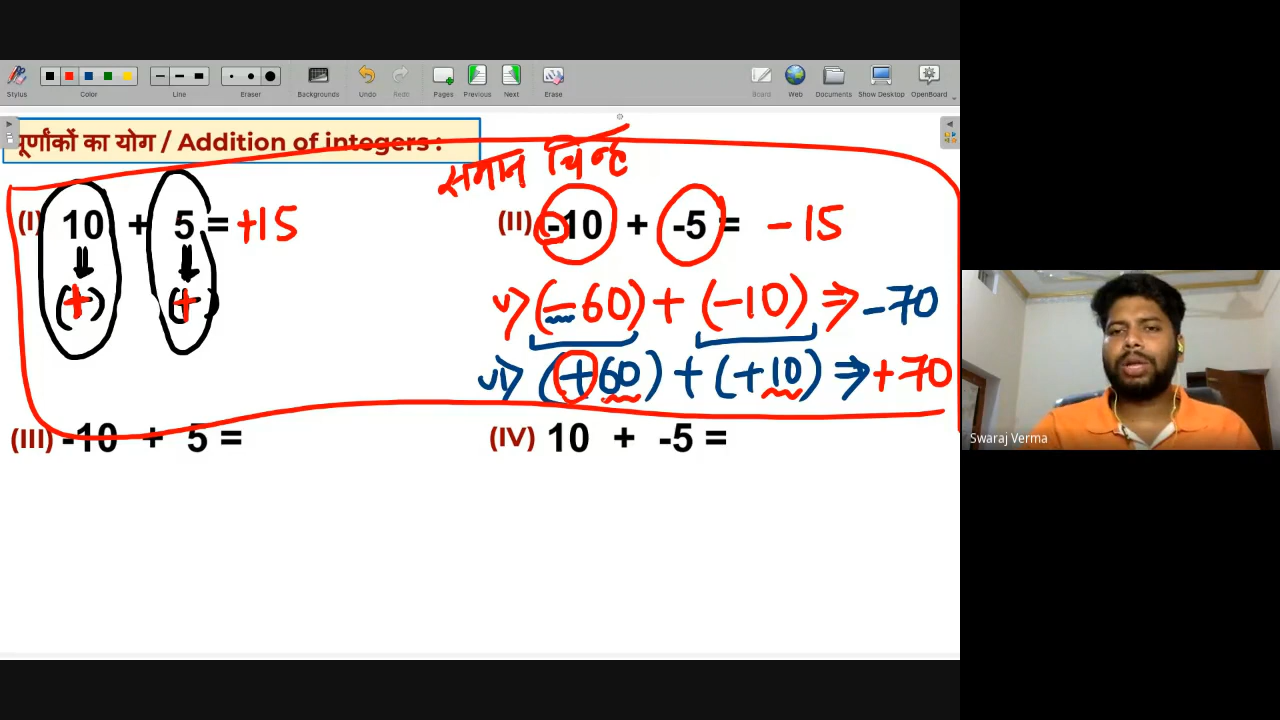 Stylus Color Line Eraser Backgrounds Undo Redo Pages Previous Next Erase Board Web Documents Show Desktop OpenBoard
पूर्णांकों का योग / Addition of integers :
समान चिन्ह
(I) 10 + 5 = +15
(+) (+)
(II) -10 + -5 = -15
v) (-60) + (-10) ⇒ -70
vi) (+60) + (+10) ⇒ +70
(III) -10 + 5 =
(IV) 10 + -5 =
Swaraj Verma